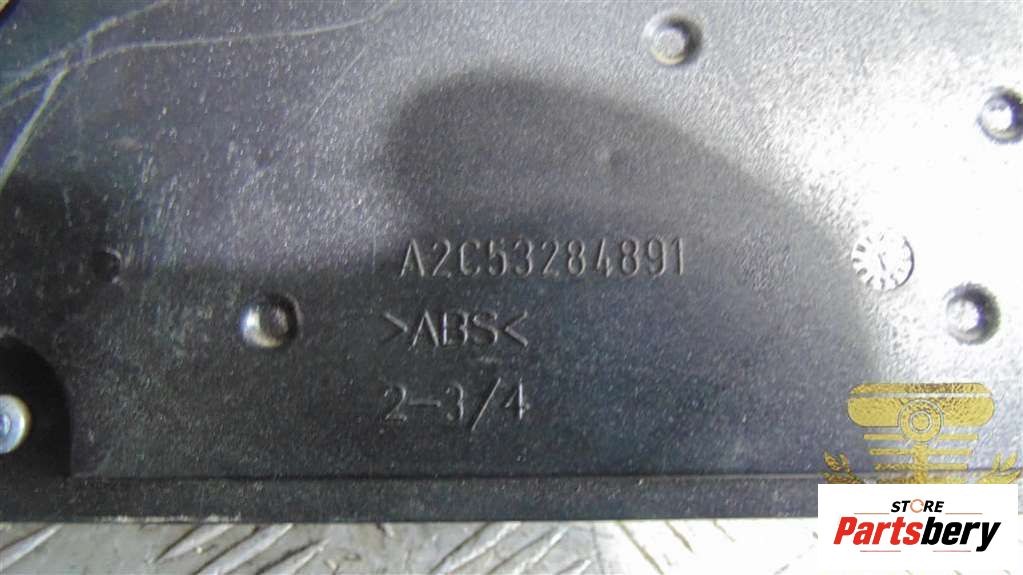 A2C53284891
>ABS<
2-3/4
STORE
Partsbery